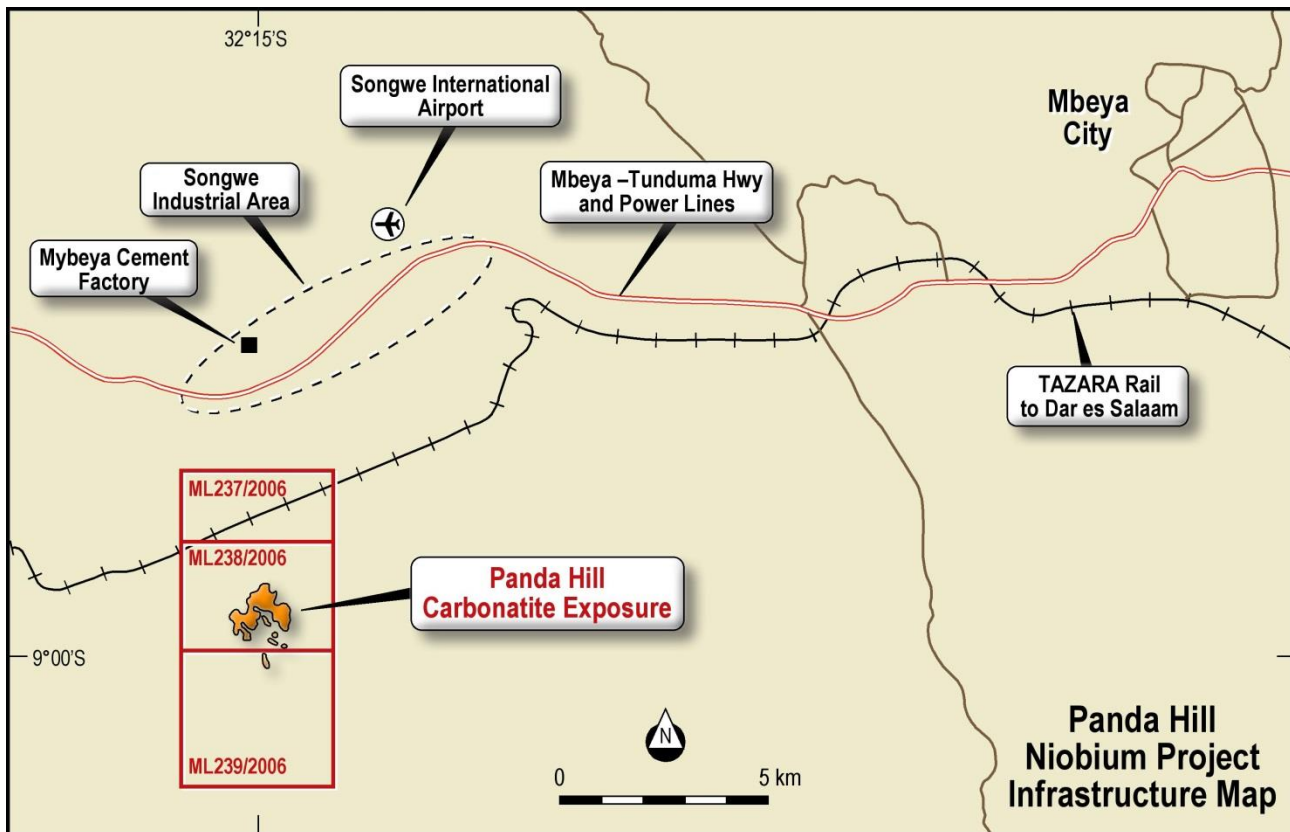 32°15'S
Songwe International
Airport
Mbeya
City
Songwe
Industrial Area
Mbeya –Tunduma Hwy
and Power Lines
Mybeya Cement
Factory
TAZARA Rail
to Dar es Salaam
ML237/2006
ML238/2006
Panda Hill
Carbonatite Exposure
9°00'S
ML239/2006
N
0 5 km
Panda Hill
Niobium Project
Infrastructure Map